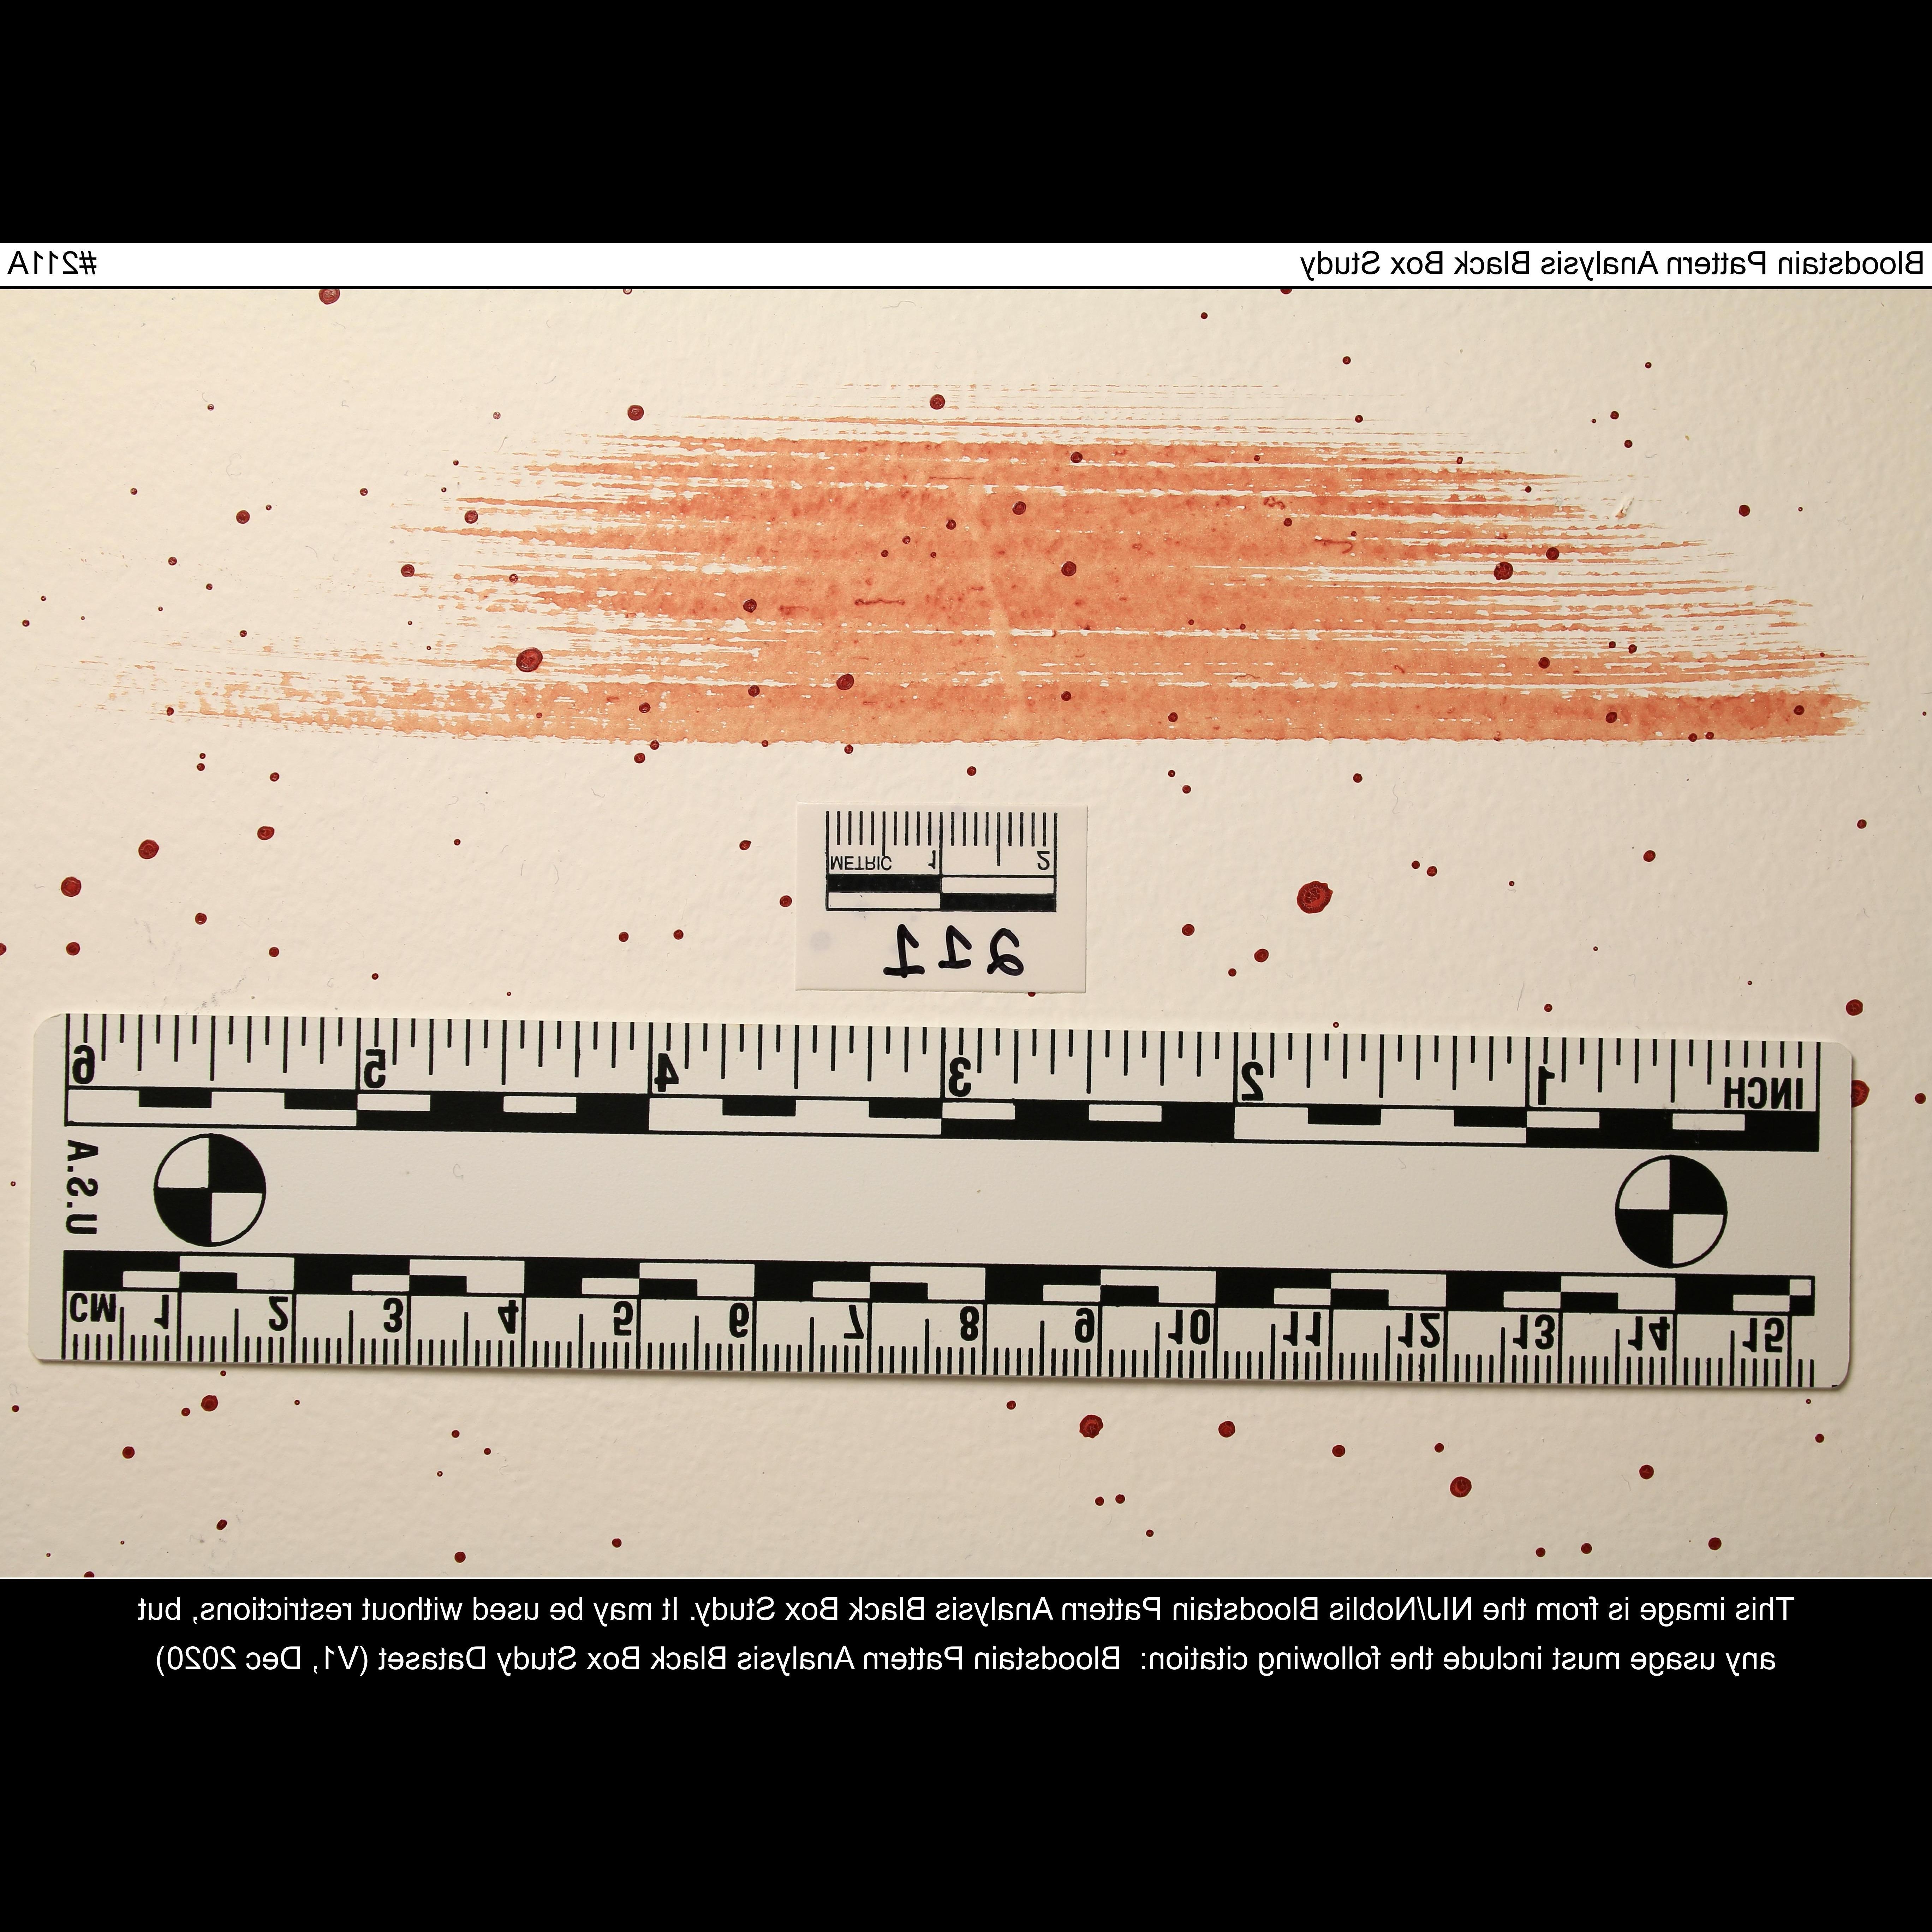 Bloodstain Pattern Analysis Black Box Study #211A
METRIC 1 2
211
INCH 1 2 3 4 5 6
U.S.A
CM 1 2 3 4 5 6 7 8 9 10 11 12 13 14 15
This image is from the NIJ/Noblis Bloodstain Pattern Analysis Black Box Study. It may be used without restrictions, but
any usage must include the following citation: Bloodstain Pattern Analysis Black Box Study Dataset (V1, Dec 2020)